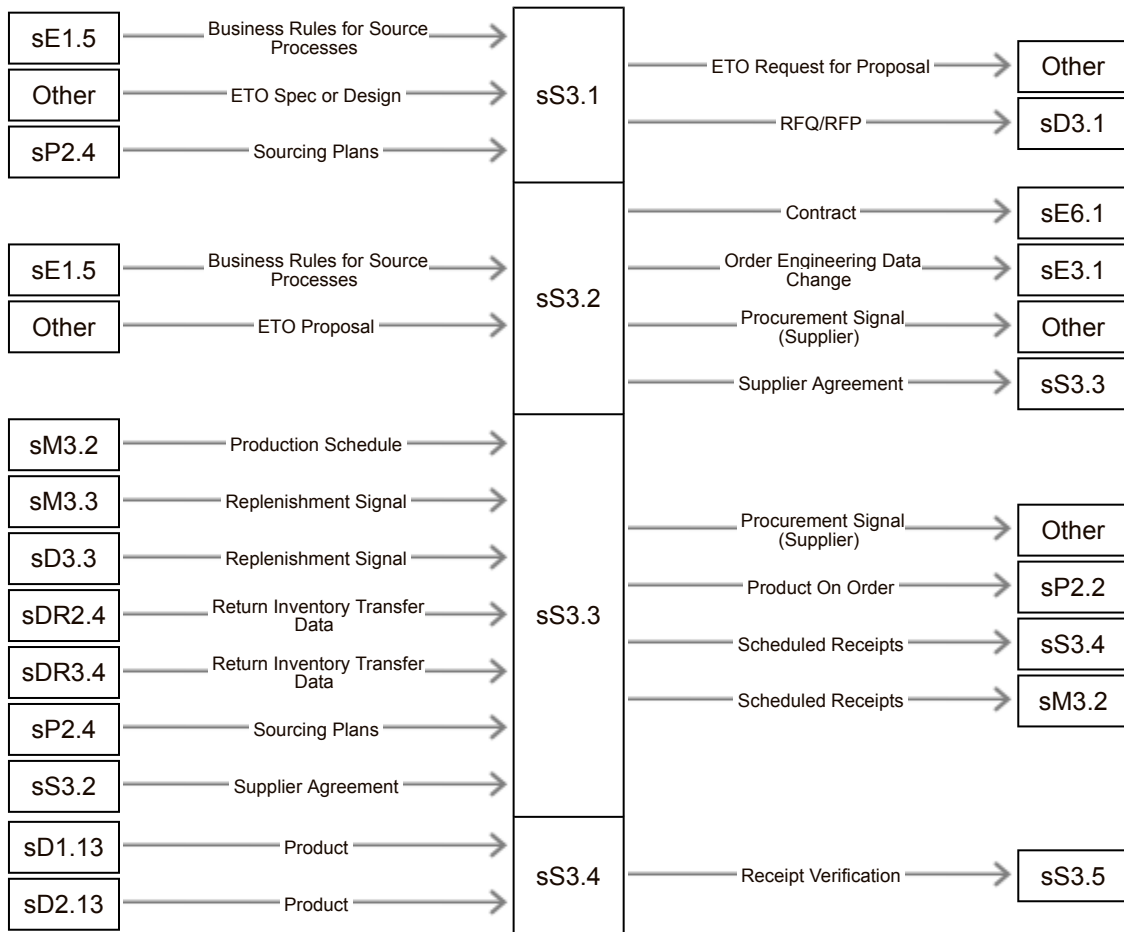 sE1.5
Business Rules for Source
Processes
Other
ETO Spec or Design
sP2.4
Sourcing Plans
sS3.1
ETO Request for Proposal
Other
RFQ/RFP
sD3.1
sE1.5
Business Rules for Source
Processes
Other
ETO Proposal
sS3.2
Contract
sE6.1
Order Engineering Data
Change
sE3.1
Procurement Signal
(Supplier)
Other
Supplier Agreement
sS3.3
sM3.2
Production Schedule
sM3.3
Replenishment Signal
sD3.3
Replenishment Signal
sDR2.4
Return Inventory Transfer
Data
sDR3.4
Return Inventory Transfer
Data
sP2.4
Sourcing Plans
sS3.2
Supplier Agreement
sS3.3
Procurement Signal
(Supplier)
Other
Product On Order
sP2.2
Scheduled Receipts
sS3.4
Scheduled Receipts
sM3.2
sD1.13
Product
sD2.13
Product
sS3.4
Receipt Verification
sS3.5